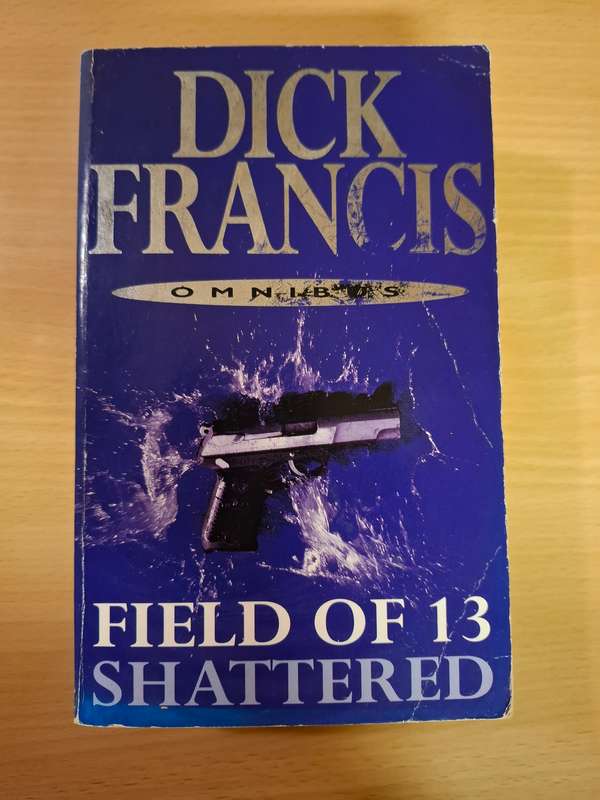 DICK
FRANCIS
OMNIBUS
FIELD OF 13
SHATTERED